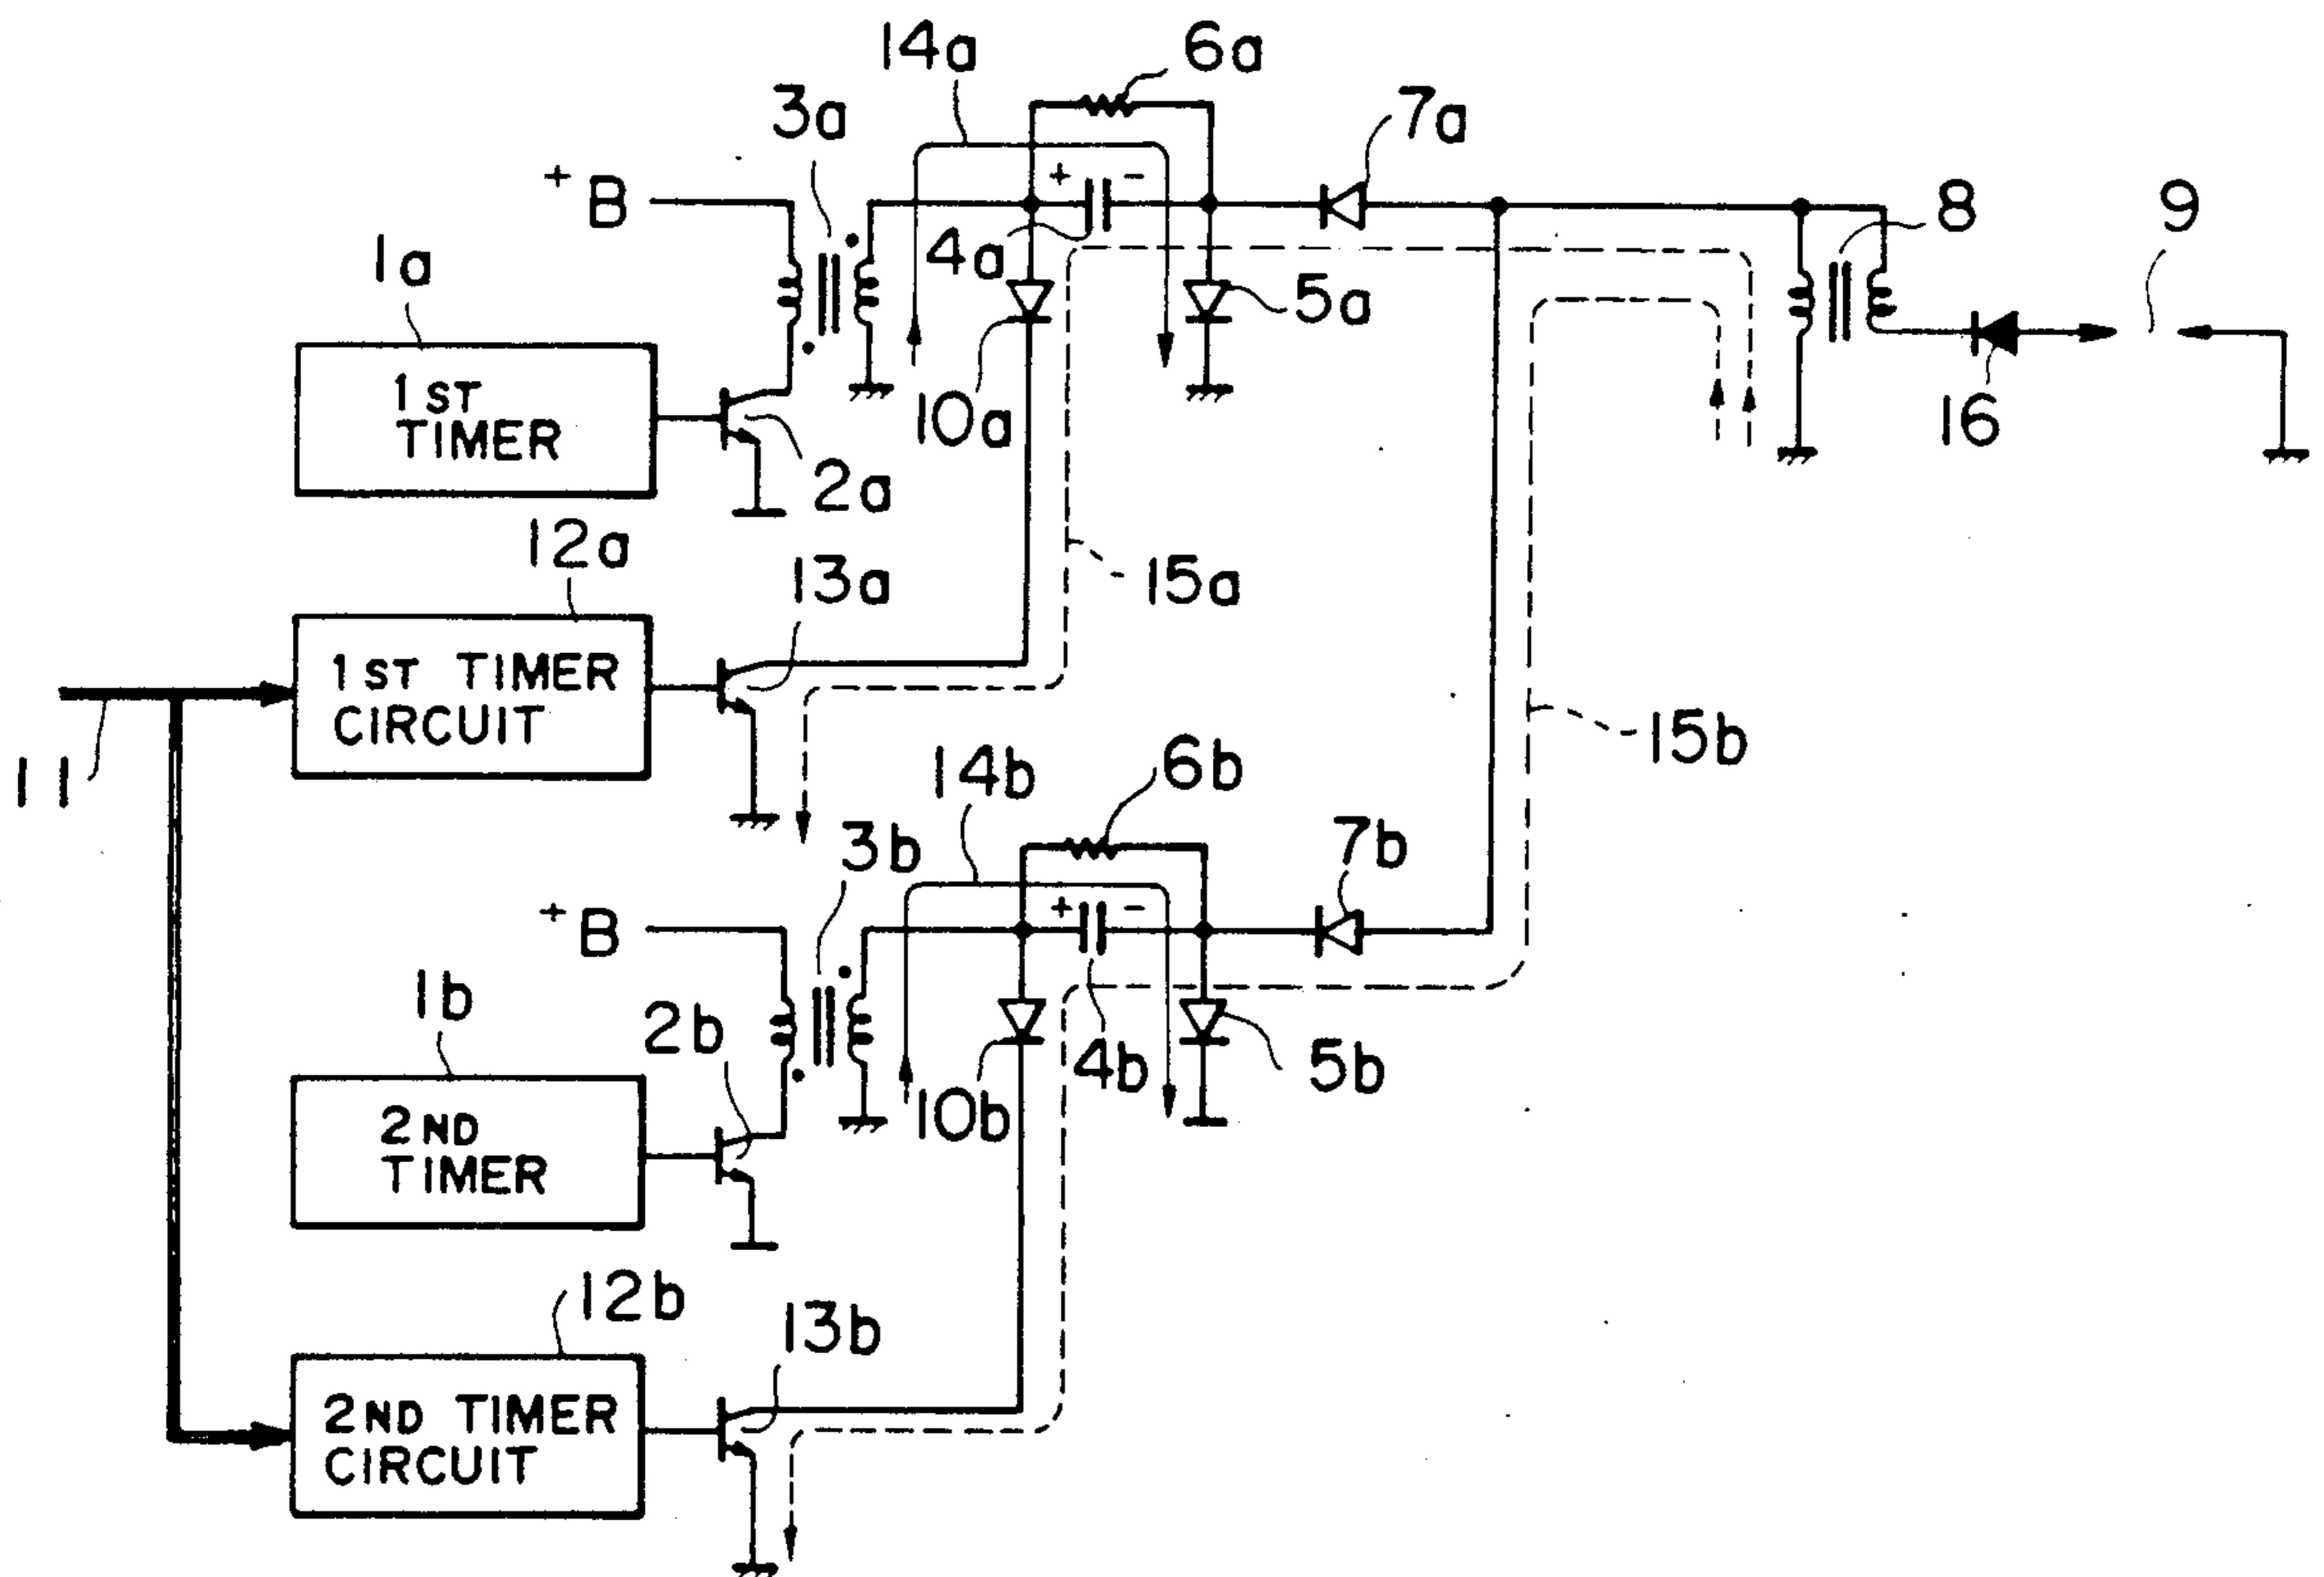 14a
6a
3a
7a
+B
8
9
1a
4a
5a
1ST
TIMER
10a
16
2a
12a
13a
15a
1ST TIMER
CIRCUIT
11
14b
6b
15b
3b
7b
+B
1b
2b
4b
5b
10b
2ND
TIMER
12b
13b
2ND TIMER
CIRCUIT
+ -
+ -